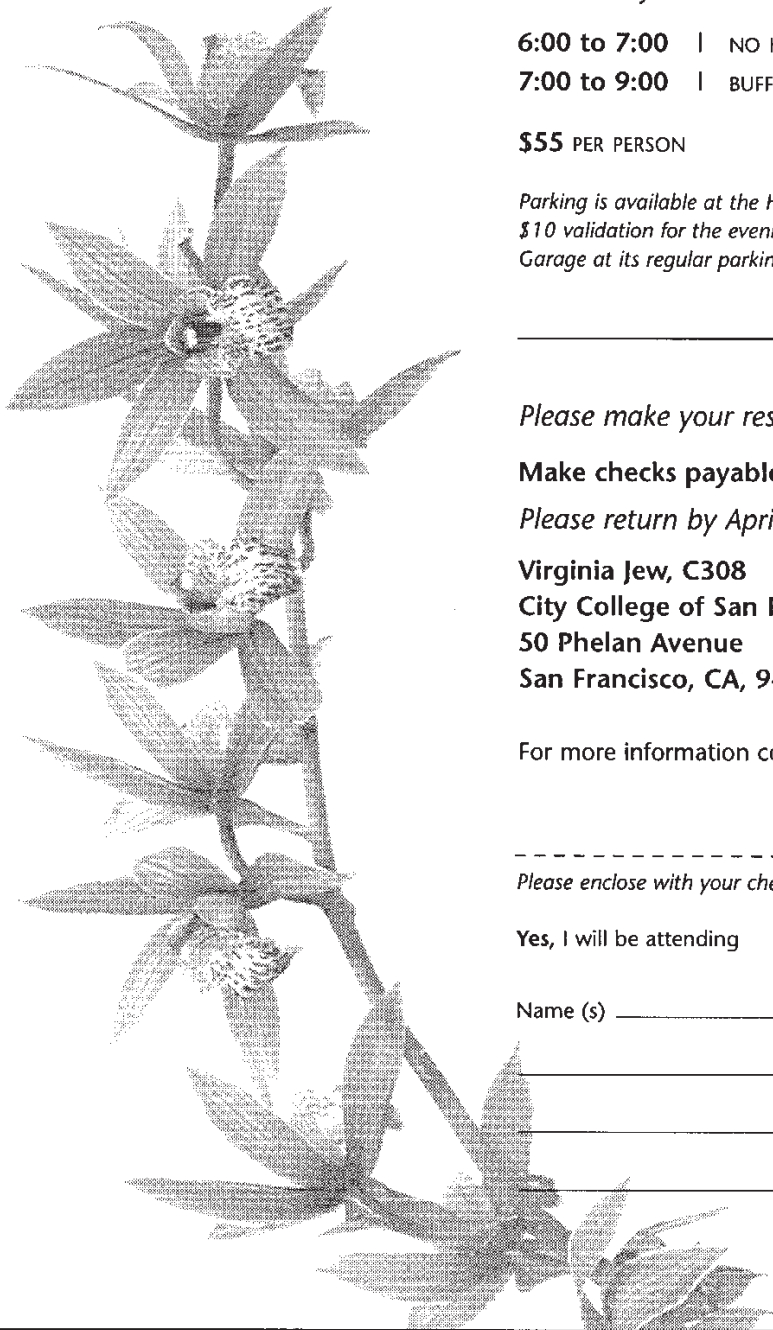 6:00 to 7:00 | NO
7:00 to 9:00 | BUFF
$55 PER PERSON
Parking is available at the
$10 validation for the eveni
Garage at its regular parkin
Please make your res
Make checks payable
Please return by Apri
Virginia Jew, C308
City College of San
50 Phelan Avenue
San Francisco, CA, 9
For more information co
Please enclose with your che
Yes, I will be attending
Name (s)